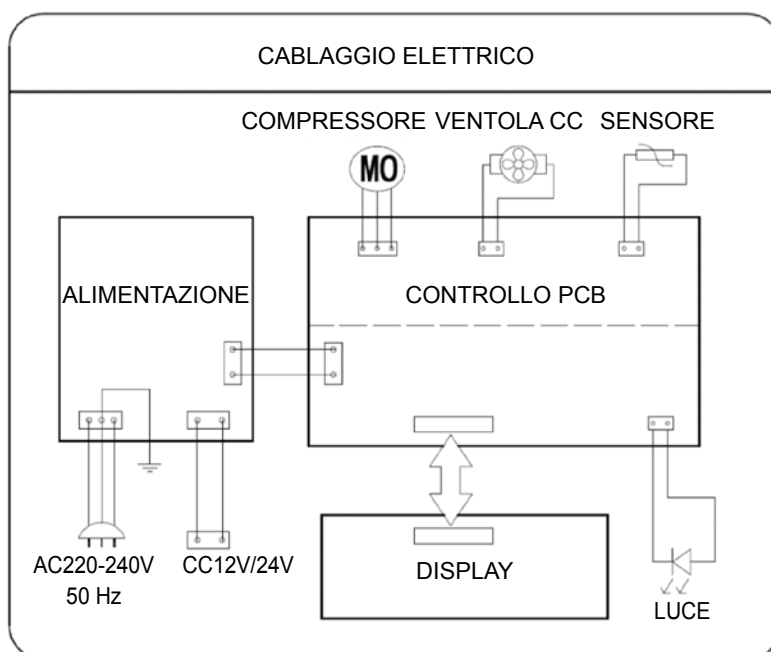 CABLAGGIO ELETTRICO
COMPRESSORE VENTOLA CC SENSORE
MO
ALIMENTAZIONE
CONTROLLO PCB
AC220-240V
50 Hz
CC12V/24V
DISPLAY
LUCE